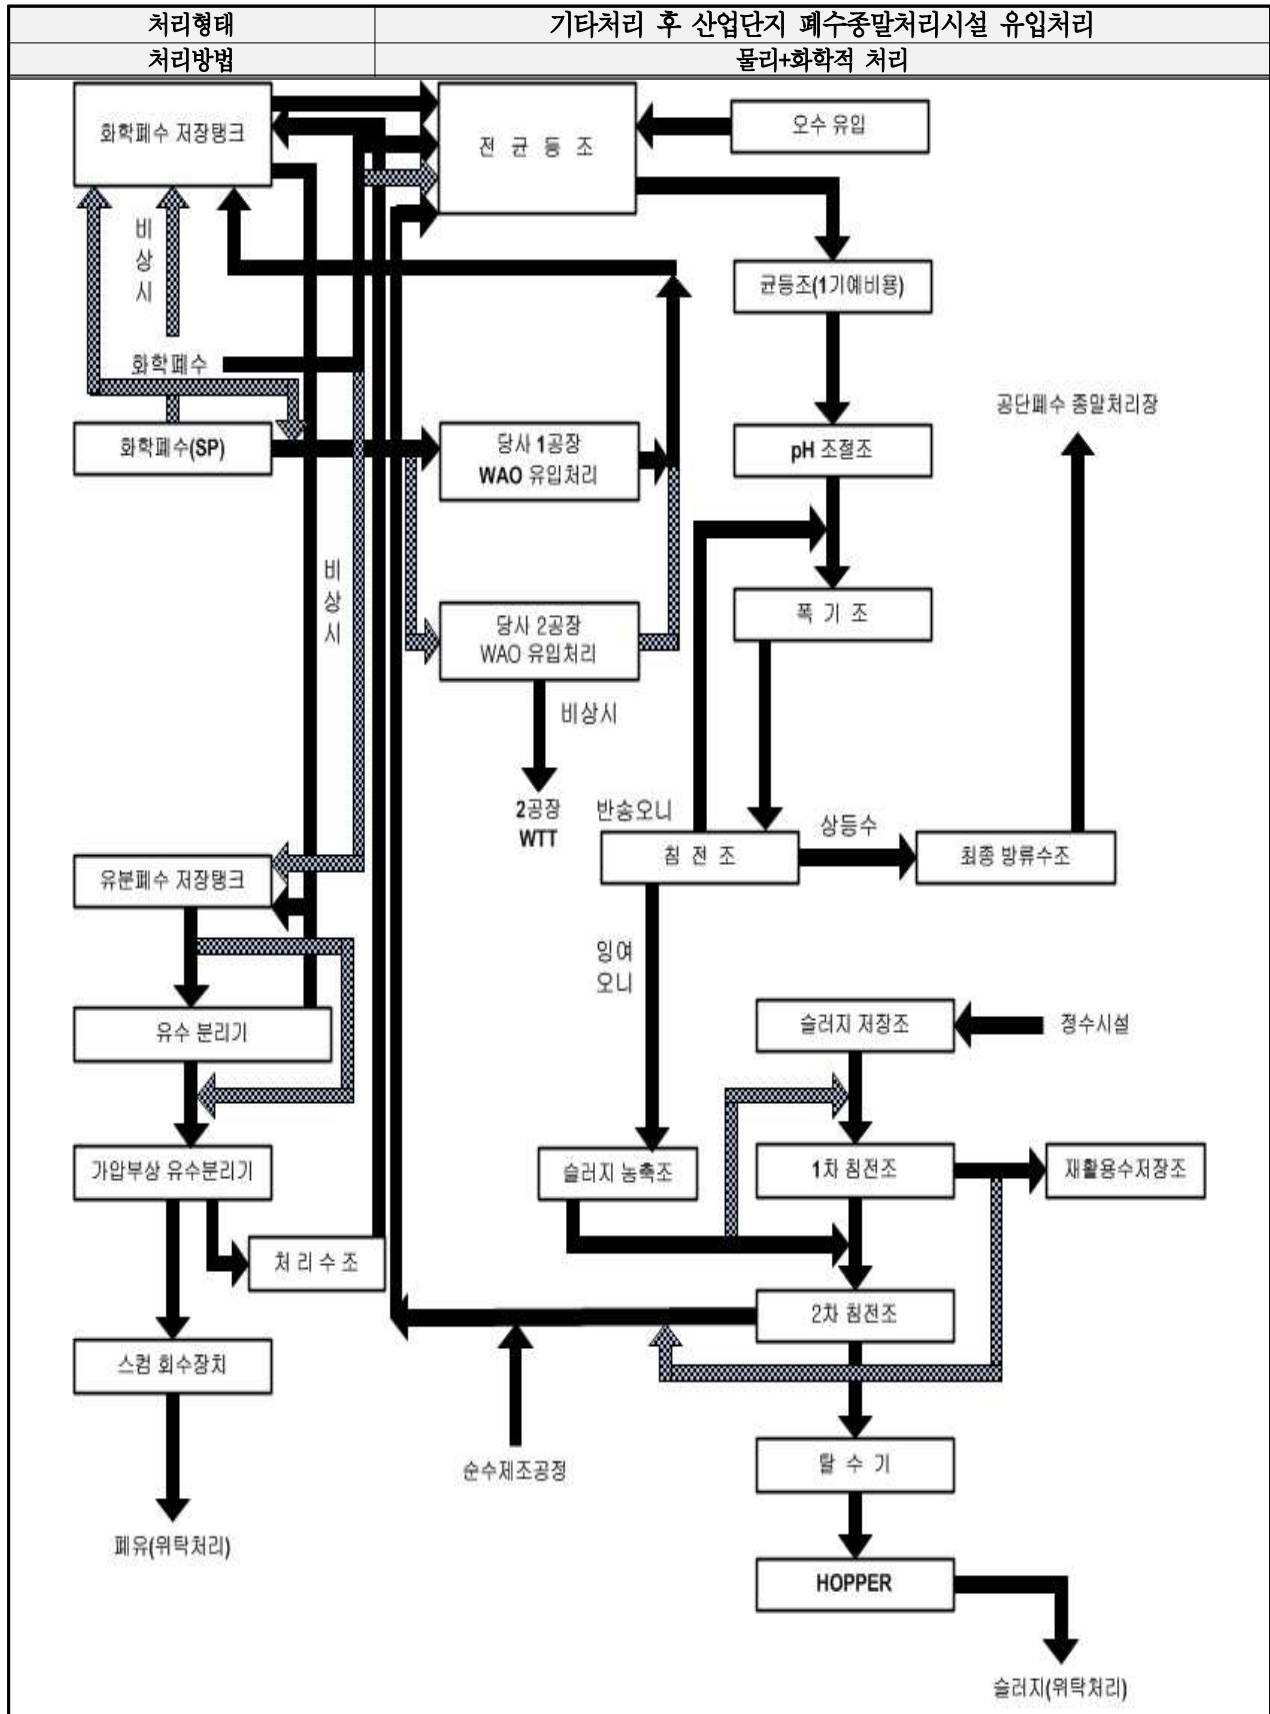 처리형태
기타처리 후 산업단지 폐수종말처리시설 유입처리
처리방법
물리+화학적 처리
화학폐수 저장탱크
전 균 등 조
오수 유입
비
상
시
균등조(1기예비용)
화학폐수
공단폐수 종말처리장
화학폐수(SP)
당사 1공장
WAO 유입처리
pH 조절조
비
상
시
당사 2공장
WAO 유입처리
폭 기 조
비상시
2공장
WTT
반송오니
상등수
침 전 조
최종 방류수조
유분폐수 저장탱크
잉여
오니
유수 분리기
슬러지 저장조
정수시설
가압부상 유수분리기
슬러지 농축조
1차 침전조
재활용수저장조
처 리 수 조
2차 침전조
스컴 회수장치
순수제조공정
탈 수 기
폐유(위탁처리)
HOPPER
슬러지(위탁처리)